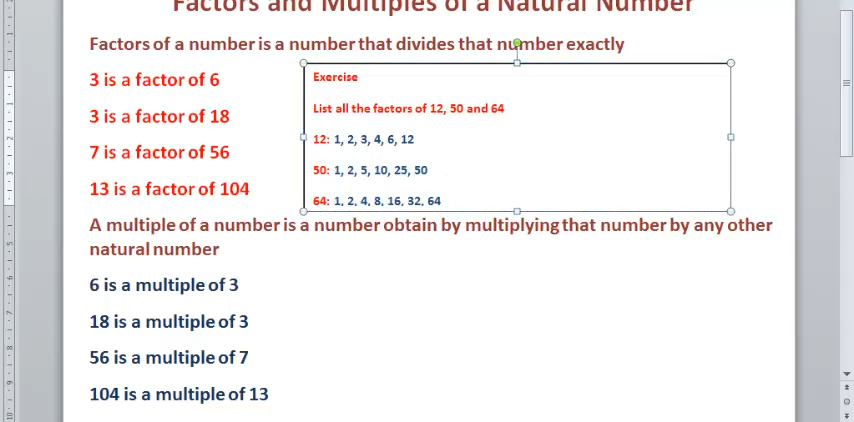 Factors and Multiples of a Natural Number
Factors of a number is a number that divides that number exactly
3 is a factor of 6
3 is a factor of 18
7 is a factor of 56
13 is a factor of 104
Exercise
List all the factors of 12, 50 and 64
12: 1, 2, 3, 4, 6, 12
50: 1, 2, 5, 10, 25, 50
64: 1, 2, 4, 8, 16, 32, 64
A multiple of a number is a number obtain by multiplying that number by any other
natural number
6 is a multiple of 3
18 is a multiple of 3
56 is a multiple of 7
104 is a multiple of 13